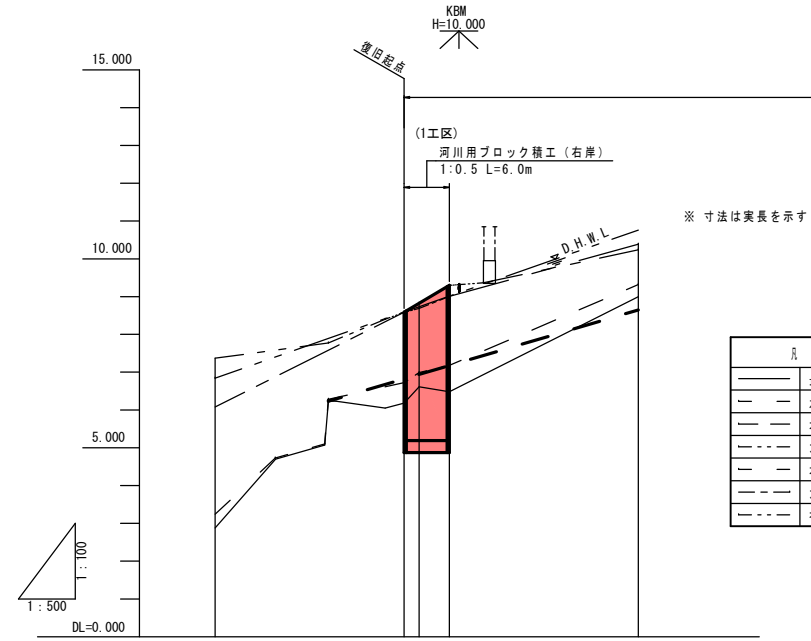 KBM
H=10.000
復旧起点
15.000
(1工区)
河川用ブロック積工（右岸）
1:0.5 L=6.0m
※ 寸法は実長を示す
D.H.W.L
10.000
凡
5.000
1:100
1:500
DL=0.000